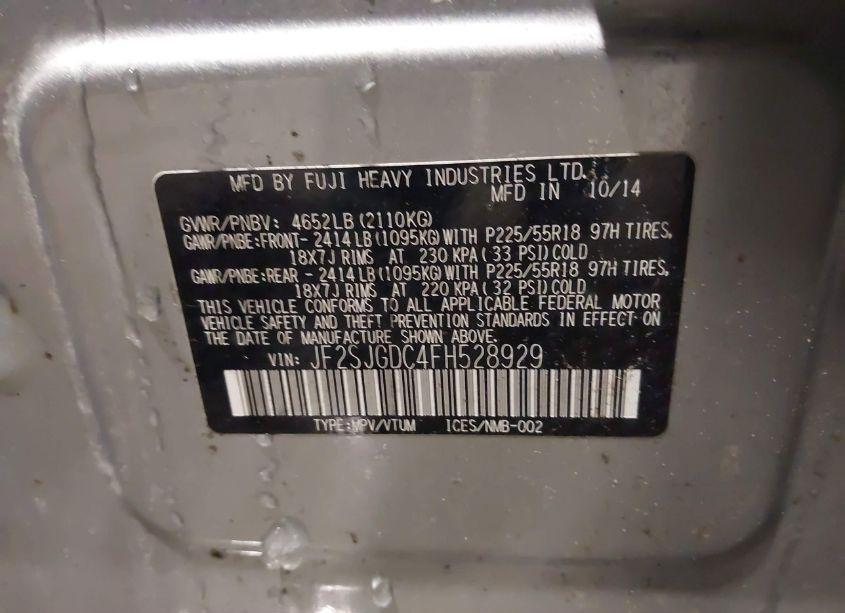 MFD BY FUJI HEAVY INDUSTRIES LTD.
MFD IN 10/14
GVWR/PNBV: 4652LB (2110KG)
GAWR/PNBE:FRONT- 2414LB (1095KG) WITH P225/55R18 97H TIRES,
18X7J RIMS AT 230 KPA ( 33 PSI) COLD
GAWR/PNBE:REAR - 2414LB (1095KG) WITH P225/55R18 97H TIRES,
18X7J RIMS AT 220 KPA ( 32 PSI) COLD
THIS VEHICLE CONFORMS TO ALL APPLICABLE FEDERAL MOTOR
VEHICLE SAFETY AND THEFT PREVENTION STANDARDS IN EFFECT ON
THE DATE OF MANUFACTURE SHOWN ABOVE.
VIN: JF2SJGDC4FH528929
TYPE:MPV/VTUM ICES/NMB-002